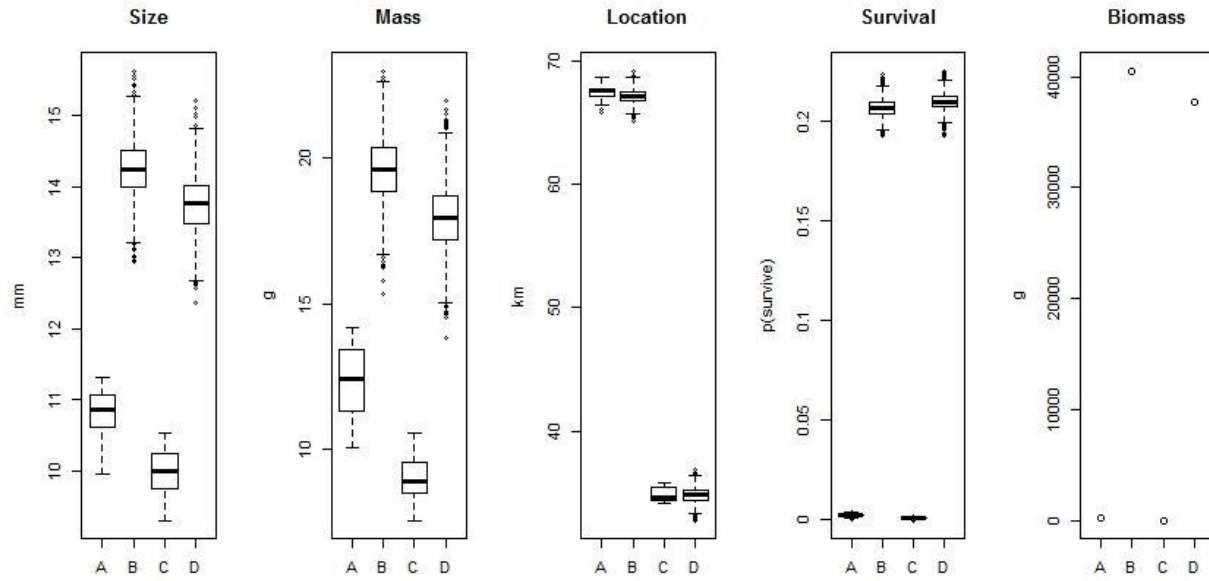 Size
Mass
Location
Survival
Biomass
mm
10
11
12
13
14
15
A B C D
g
10
15
20
A B C D
km
40
50
60
70
A B C D
p(survive)
0
0.05
0.1
0.15
0.2
A B C D
g
0
10000
20000
30000
40000
A B C D